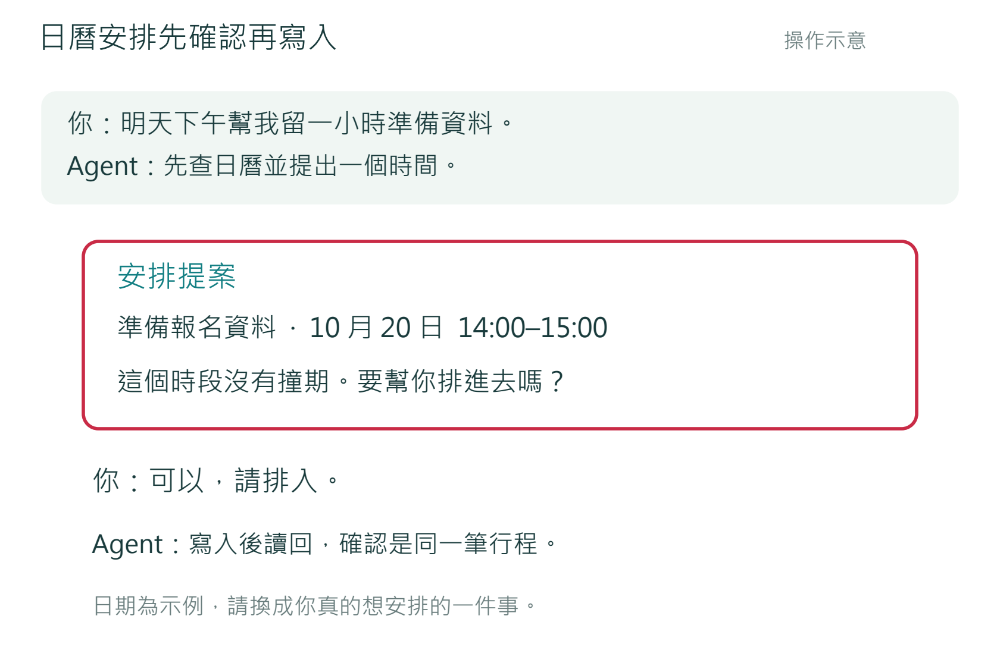 日曆安排先確認再寫入
操作示意
你：明天下午幫我留一小時準備資料。
Agent：先查日曆並提出一個時間。
安排提案
準備報名資料 · 10 月 20 日 14:00–15:00
這個時段沒有撞期。要幫你排進去嗎？
你：可以，請排入。
Agent：寫入後讀回，確認是同一筆行程。
日期為示例，請換成你真的想安排的一件事。